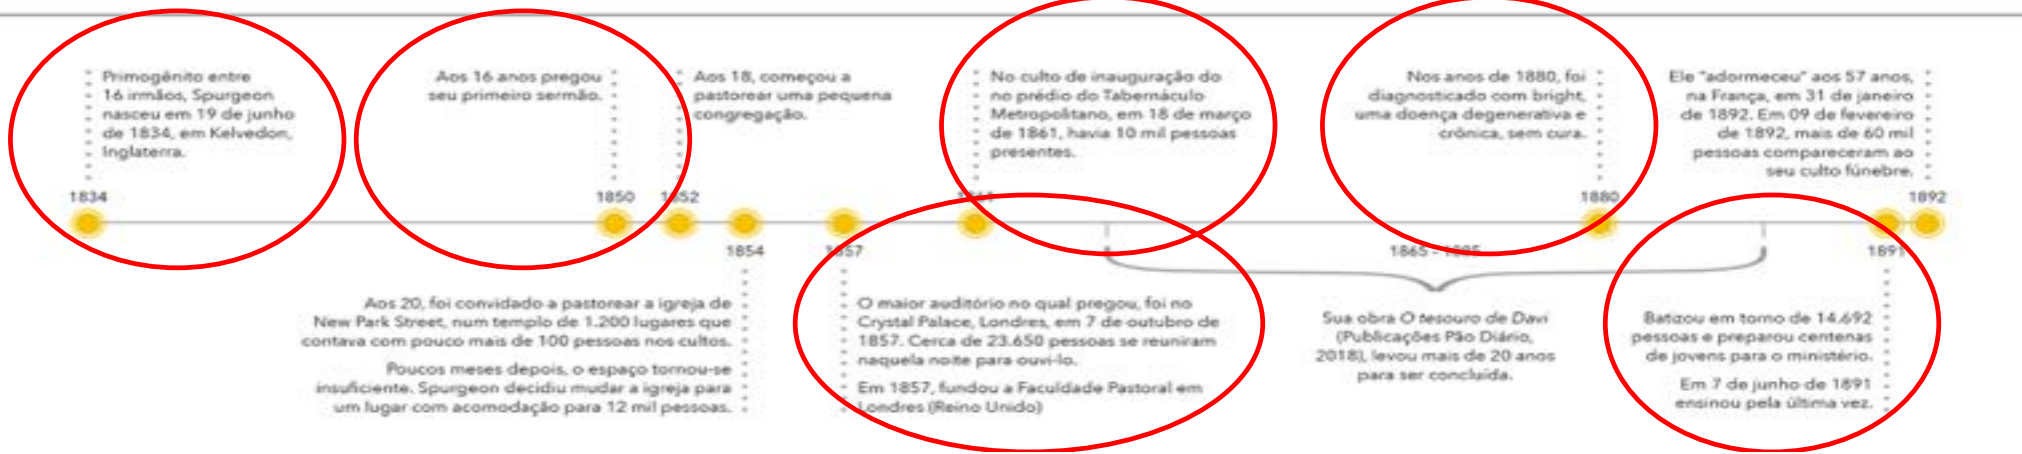 Primogênito entre
16 irmãos, Spurgeon
nasceu em 19 de junho
de 1834, em Kelvedon,
Inglaterra.
1834
Aos 16 anos pregou
seu primeiro sermão.
1850
Aos 18, começou a
pastorear uma pequena
congregação.
1852
No culto de inauguração do
no prédio do Tabernáculo
Metropolitano, em 18 de março
de 1861, havia 10 mil pessoas
presentes.
1861
Nos anos de 1880, foi
diagnosticado com bright,
uma doença degenerativa e
crônica, sem cura.
1880
Ele "adormeceu" aos 57 anos,
na França, em 31 de janeiro
de 1892. Em 09 de fevereiro
de 1892, mais de 60 mil
pessoas compareceram ao
seu culto fúnebre.
1892
1854
Aos 20, foi convidado a pastorear a igreja de
New Park Street, num templo de 1.200 lugares que
contava com pouco mais de 100 pessoas nos cultos.
Poucos meses depois, o espaço tornou-se
insuficiente. Spurgeon decidiu mudar a igreja para
um lugar com acomodação para 12 mil pessoas.
1857
O maior auditório no qual pregou, foi no
Crystal Palace, Londres, em 7 de outubro de
1857. Cerca de 23.650 pessoas se reuniram
naquela noite para ouvi-lo.
Em 1857, fundou a Faculdade Pastoral em
Londres (Reino Unido)
1865 - 1885
Sua obra O tesouro de Davi
(Publicações Pão Diário,
2018), levou mais de 20 anos
para ser concluída.
1891
Batizou em torno de 14.692
pessoas e preparou centenas
de jovens para o ministério.
Em 7 de junho de 1891
ensinou pela última vez.